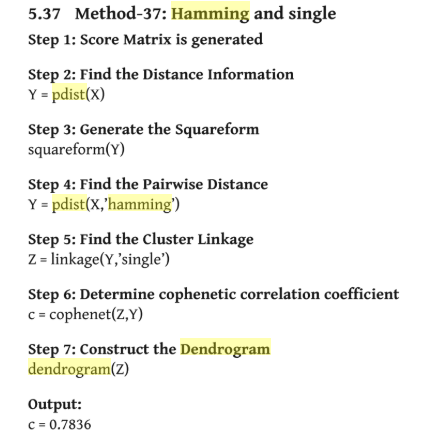 5.37 Method-37: Hamming and single
Step 1: Score Matrix is generated
Step 2: Find the Distance Information
Y = pdist(X)
Step 3: Generate the Squareform
squareform(Y)
Step 4: Find the Pairwise Distance
Y = pdist(X,’hamming’)
Step 5: Find the Cluster Linkage
Z = linkage(Y,’single’)
Step 6: Determine cophenetic correlation coefficient
c = cophenet(Z,Y)
Step 7: Construct the Dendrogram
dendrogram(Z)
Output:
c = 0.7836